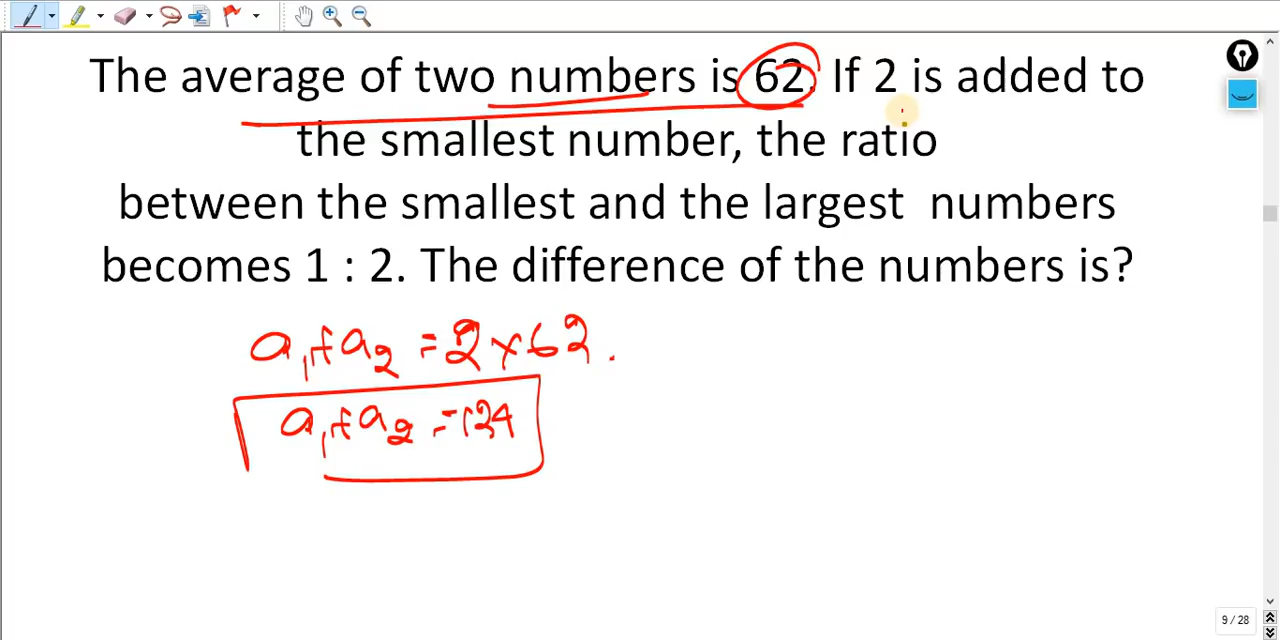 The average of two numbers is 62. If 2 is added to
the smallest number, the ratio
between the smallest and the largest numbers
becomes 1 : 2. The difference of the numbers is?
a₁+a₂ = 2×62.
a₁+a₂ = 124
9 / 28